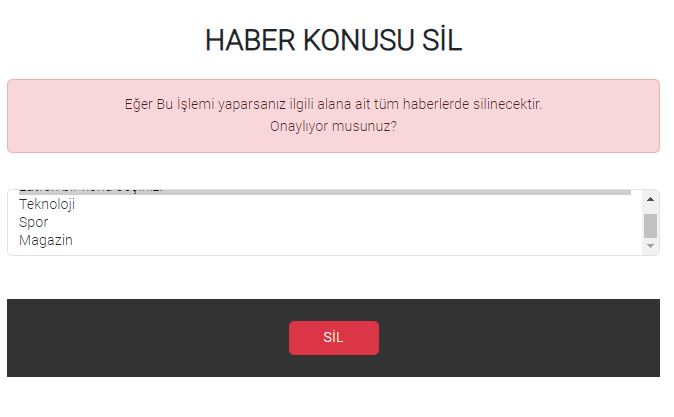 HABER KONUSU SİL
Eğer Bu İşlemi yaparsanız ilgili alana ait tüm haberlerde silinecektir.
Onaylıyor musunuz?
Teknoloji
Spor
Magazin
SİL